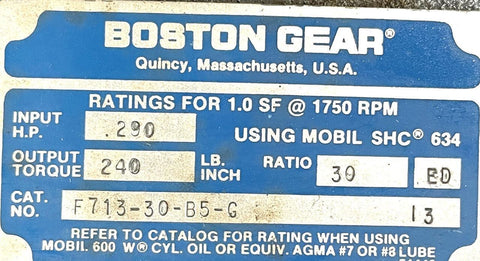 BOSTON GEAR®
Quincy, Massachusetts, U.S.A.
RATINGS FOR 1.0 SF @ 1750 RPM
INPUT H.P. .290 USING MOBIL SHC® 634
OUTPUT TORQUE 240 LB. INCH RATIO 30 ED
CAT. NO. F713-30-B5-G 13
REFER TO CATALOG FOR RATING WHEN USING
MOBIL 600 W® CYL. OIL OR EQUIV. AGMA #7 OR #8 LUBE